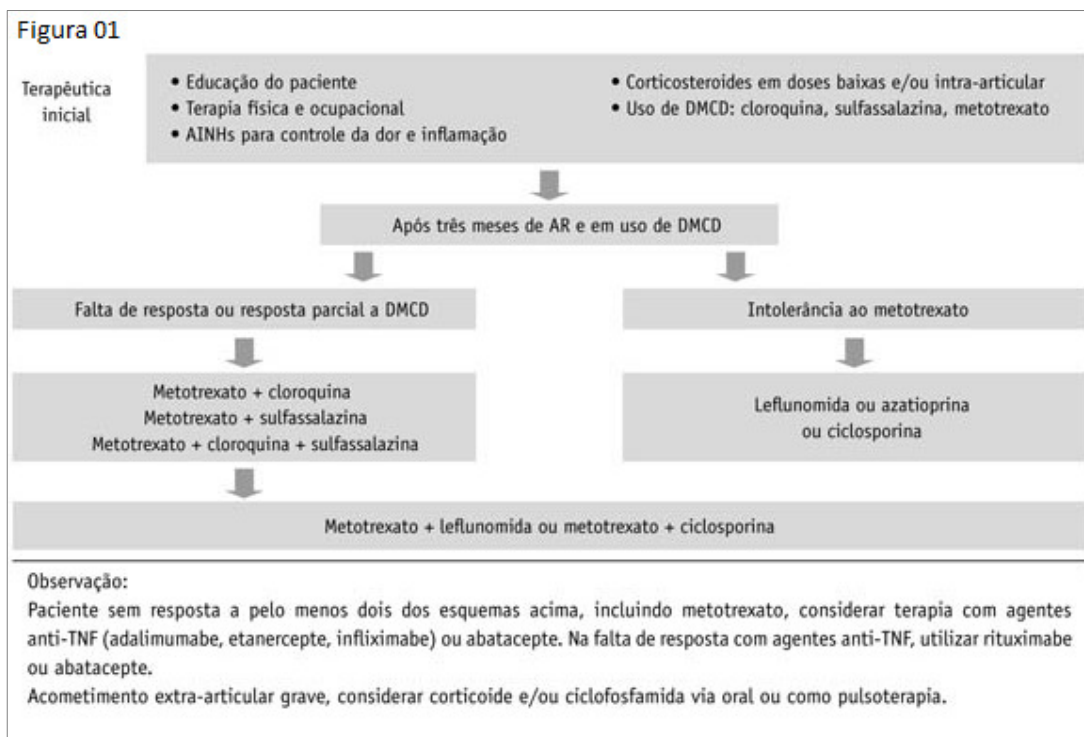 Figura 01
Terapêutica
inicial
• Educação do paciente
• Terapia física e ocupacional
• AINHs para controle da dor e inflamação
• Corticosteroides em doses baixas e/ou intra-articular
• Uso de DMCD: cloroquina, sulfassalazina, metotrexato
Após três meses de AR e em uso de DMCD
Falta de resposta ou resposta parcial a DMCD
Intolerância ao metotrexato
Metotrexato + cloroquina
Metotrexato + sulfassalazina
Metotrexato + cloroquina + sulfassalazina
Leflunomida ou azatioprina
ou ciclosporina
Metotrexato + leflunomida ou metotrexato + ciclosporina
Observação:
Paciente sem resposta a pelo menos dois dos esquemas acima, incluindo metotrexato, considerar terapia com agentes
anti-TNF (adalimumabe, etanercepte, infliximabe) ou abatacepte. Na falta de resposta com agentes anti-TNF, utilizar rituximabe
ou abatacepte.
Acometimento extra-articular grave, considerar corticoide e/ou ciclofosfamida via oral ou como pulsoterapia.